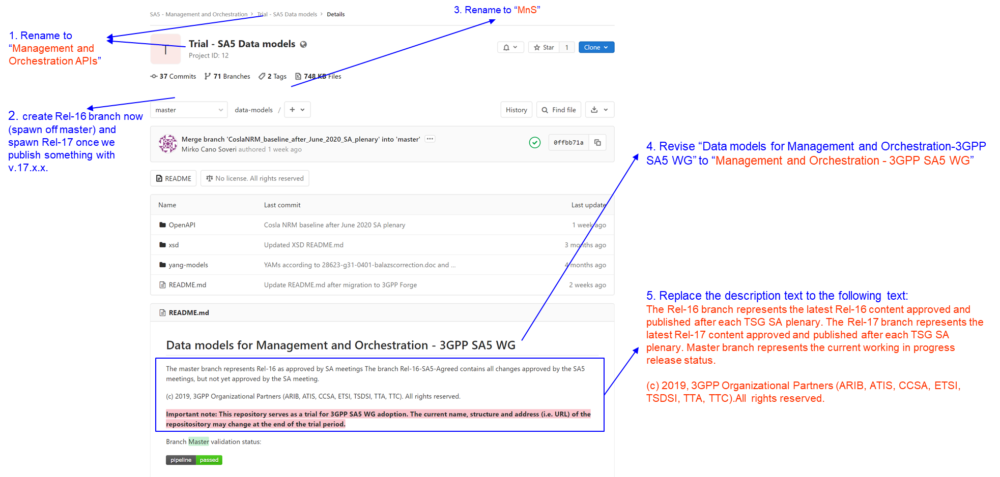 3. Rename to “MnS”
SA5 - Management and Orchestration > Trial - SA5 Data models > Details
1. Rename to
“Management and
Orchestration APIs”
T
Trial - SA5 Data models
Project ID: 12
Star 1
Clone
37 Commits 71 Branches 2 Tags 748 KB Files
2. create Rel-16 branch now
(spawn off master) and
spawn Rel-17 once we
publish something with
v.17.x.x.
master
data-models / +
History
Find file
Merge branch 'CoslaNRM_baseline_after_June_2020_SA_plenary' into 'master'
Mirko Cano Soveri authored 1 week ago
0ffbb71a
4. Revise “Data models for Management and Orchestration-3GPP
SA5 WG” to “Management and Orchestration - 3GPP SA5 WG”
README
No license. All rights reserved
Name Last commit Last update
OpenAPI Cosla NRM baseline after June 2020 SA plenary 1 week ago
xsd Updated XSD README.md 3 months ago
yang-models YAMs according to 28623-g31-0401-balazscorrection.doc and ... 4 months ago
README.md Update README.md after migration to 3GPP Forge 2 weeks ago
README.md
Data models for Management and Orchestration - 3GPP SA5 WG
The master branch represents Rel-16 as approved by SA meetings The branch Rel-16-SA5-Agreed contains all changes approved by the SA5
meetings, but not yet approved by the SA meeting.
(c) 2019, 3GPP Organizational Partners (ARIB, ATIS, CCSA, ETSI, TSDSI, TTA, TTC). All rights reserved.
Important note: This repository serves as a trial for 3GPP SA5 WG adoption. The current name, structure and address (i.e. URL) of the
repositository may change at the end of the trial period.
Branch Master validation status:
pipeline passed
5. Replace the description text to the following text:
The Rel-16 branch represents the latest Rel-16 content approved and
published after each TSG SA plenary. The Rel-17 branch represents the
latest Rel-17 content approved and published after each TSG SA
plenary. Master branch represents the current working in progress
release status.
(c) 2019, 3GPP Organizational Partners (ARIB, ATIS, CCSA, ETSI,
TSDSI, TTA, TTC).All rights reserved.